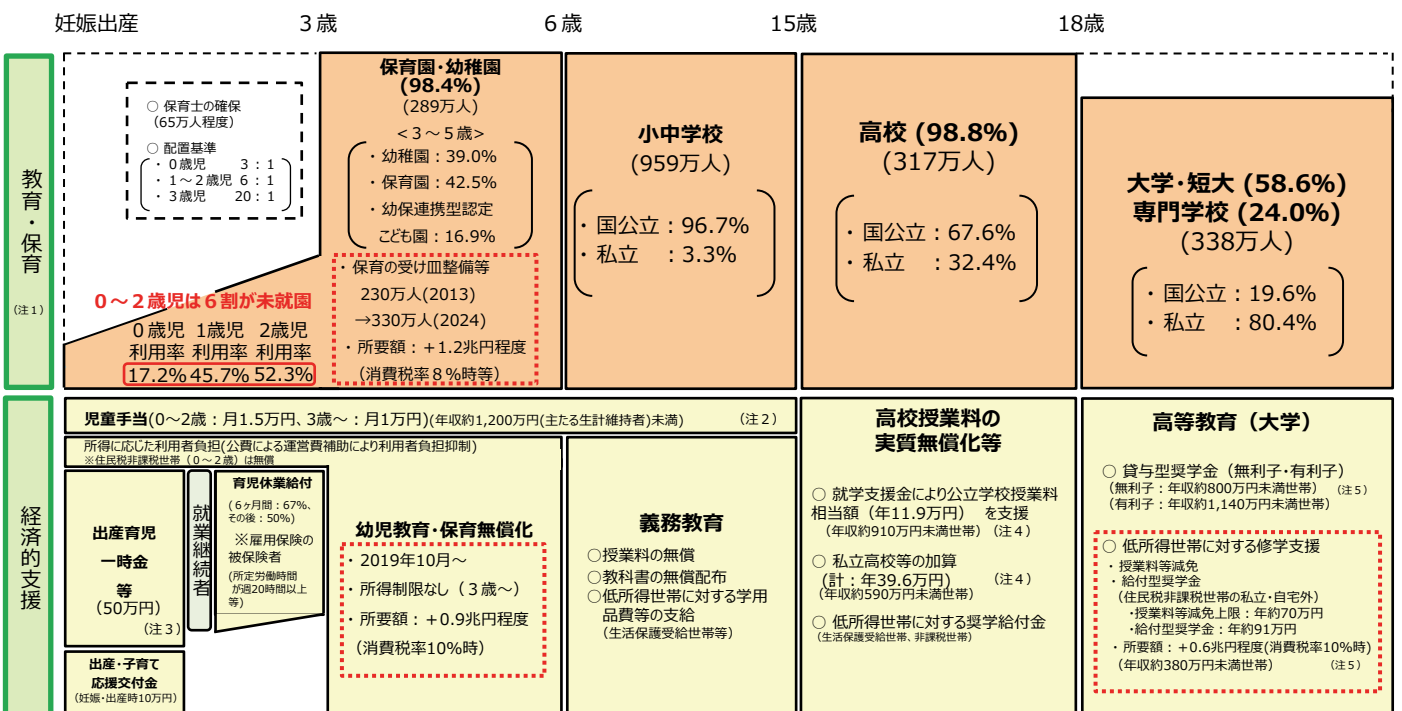 妊娠出産
3歳
6歳
15歳
18歳
教育・保育
(注1)
○ 保育士の確保
(65万人程度)
○ 配置基準
・ 0歳児 3:1
・ 1~2歳児 6:1
・ 3歳児 20:1
0~2歳児は6割が未就園
0歳児 1歳児 2歳児
利用率 利用率 利用率
17.2% 45.7% 52.3%
保育園・幼稚園
(98.4%)
(289万人)
<3~5歳>
・幼稚園:39.0%
・保育園:42.5%
・幼保連携型認定
こども園:16.9%
・保育の受け皿整備等
230万人(2013)
→330万人(2024)
・所要額:+1.2兆円程度
(消費税率8%時等)
小中学校
(959万人)
・国公立:96.7%
・私立 :3.3%
高校 (98.8%)
(317万人)
・国公立:67.6%
・私立 :32.4%
大学・短大 (58.6%)
専門学校 (24.0%)
(338万人)
・国公立:19.6%
・私立 :80.4%
経済的支援
児童手当(0~2歳:月1.5万円、3歳~:月1万円)(年収約1,200万円(主たる生計維持者)未満) (注2)
所得に応じた利用者負担(公費による運営費補助により利用者負担抑制)
※住民税非課税世帯(0~2歳)は無償
出産育児
一時金
等
(50万円)
(注3)
出産・子育て
応援交付金
(妊娠・出産時10万円)
就業継続者
育児休業給付
(6ヶ月間:67%、
その後:50%)
※雇用保険の
被保険者
(所定労働時間
が週20時間以上
等)
幼児教育・保育無償化
・2019年10月~
・所得制限なし(3歳~)
・所要額:+0.9兆円程度
(消費税率10%時)
義務教育
○授業料の無償
○教科書の無償配布
○低所得世帯に対する学用
品費等の支給
(生活保護受給世帯等)
高校授業料の
実質無償化等
○ 就学支援金により公立学校授業料
相当額(年11.9万円) を支援
(年収約910万円未満世帯) (注4)
○ 私立高校等の加算
(計:年39.6万円) (注4)
(年収約590万円未満世帯)
○ 低所得世帯に対する奨学給付金
(生活保護受給世帯、非課税世帯)
高等教育(大学)
○ 貸与型奨学金(無利子・有利子)
(無利子:年収約800万円未満世帯) (注5)
(有利子:年収約1,140万円未満世帯)
○ 低所得世帯に対する修学支援
・授業料等減免
・給付型奨学金
(住民税非課税世帯の私立・自宅外)
・授業料等減免上限:年約70万円
・給付型奨学金:年約91万円
・所要額:+0.6兆円程度(消費税率10%時)
(年収約380万円未満世帯) (注5)